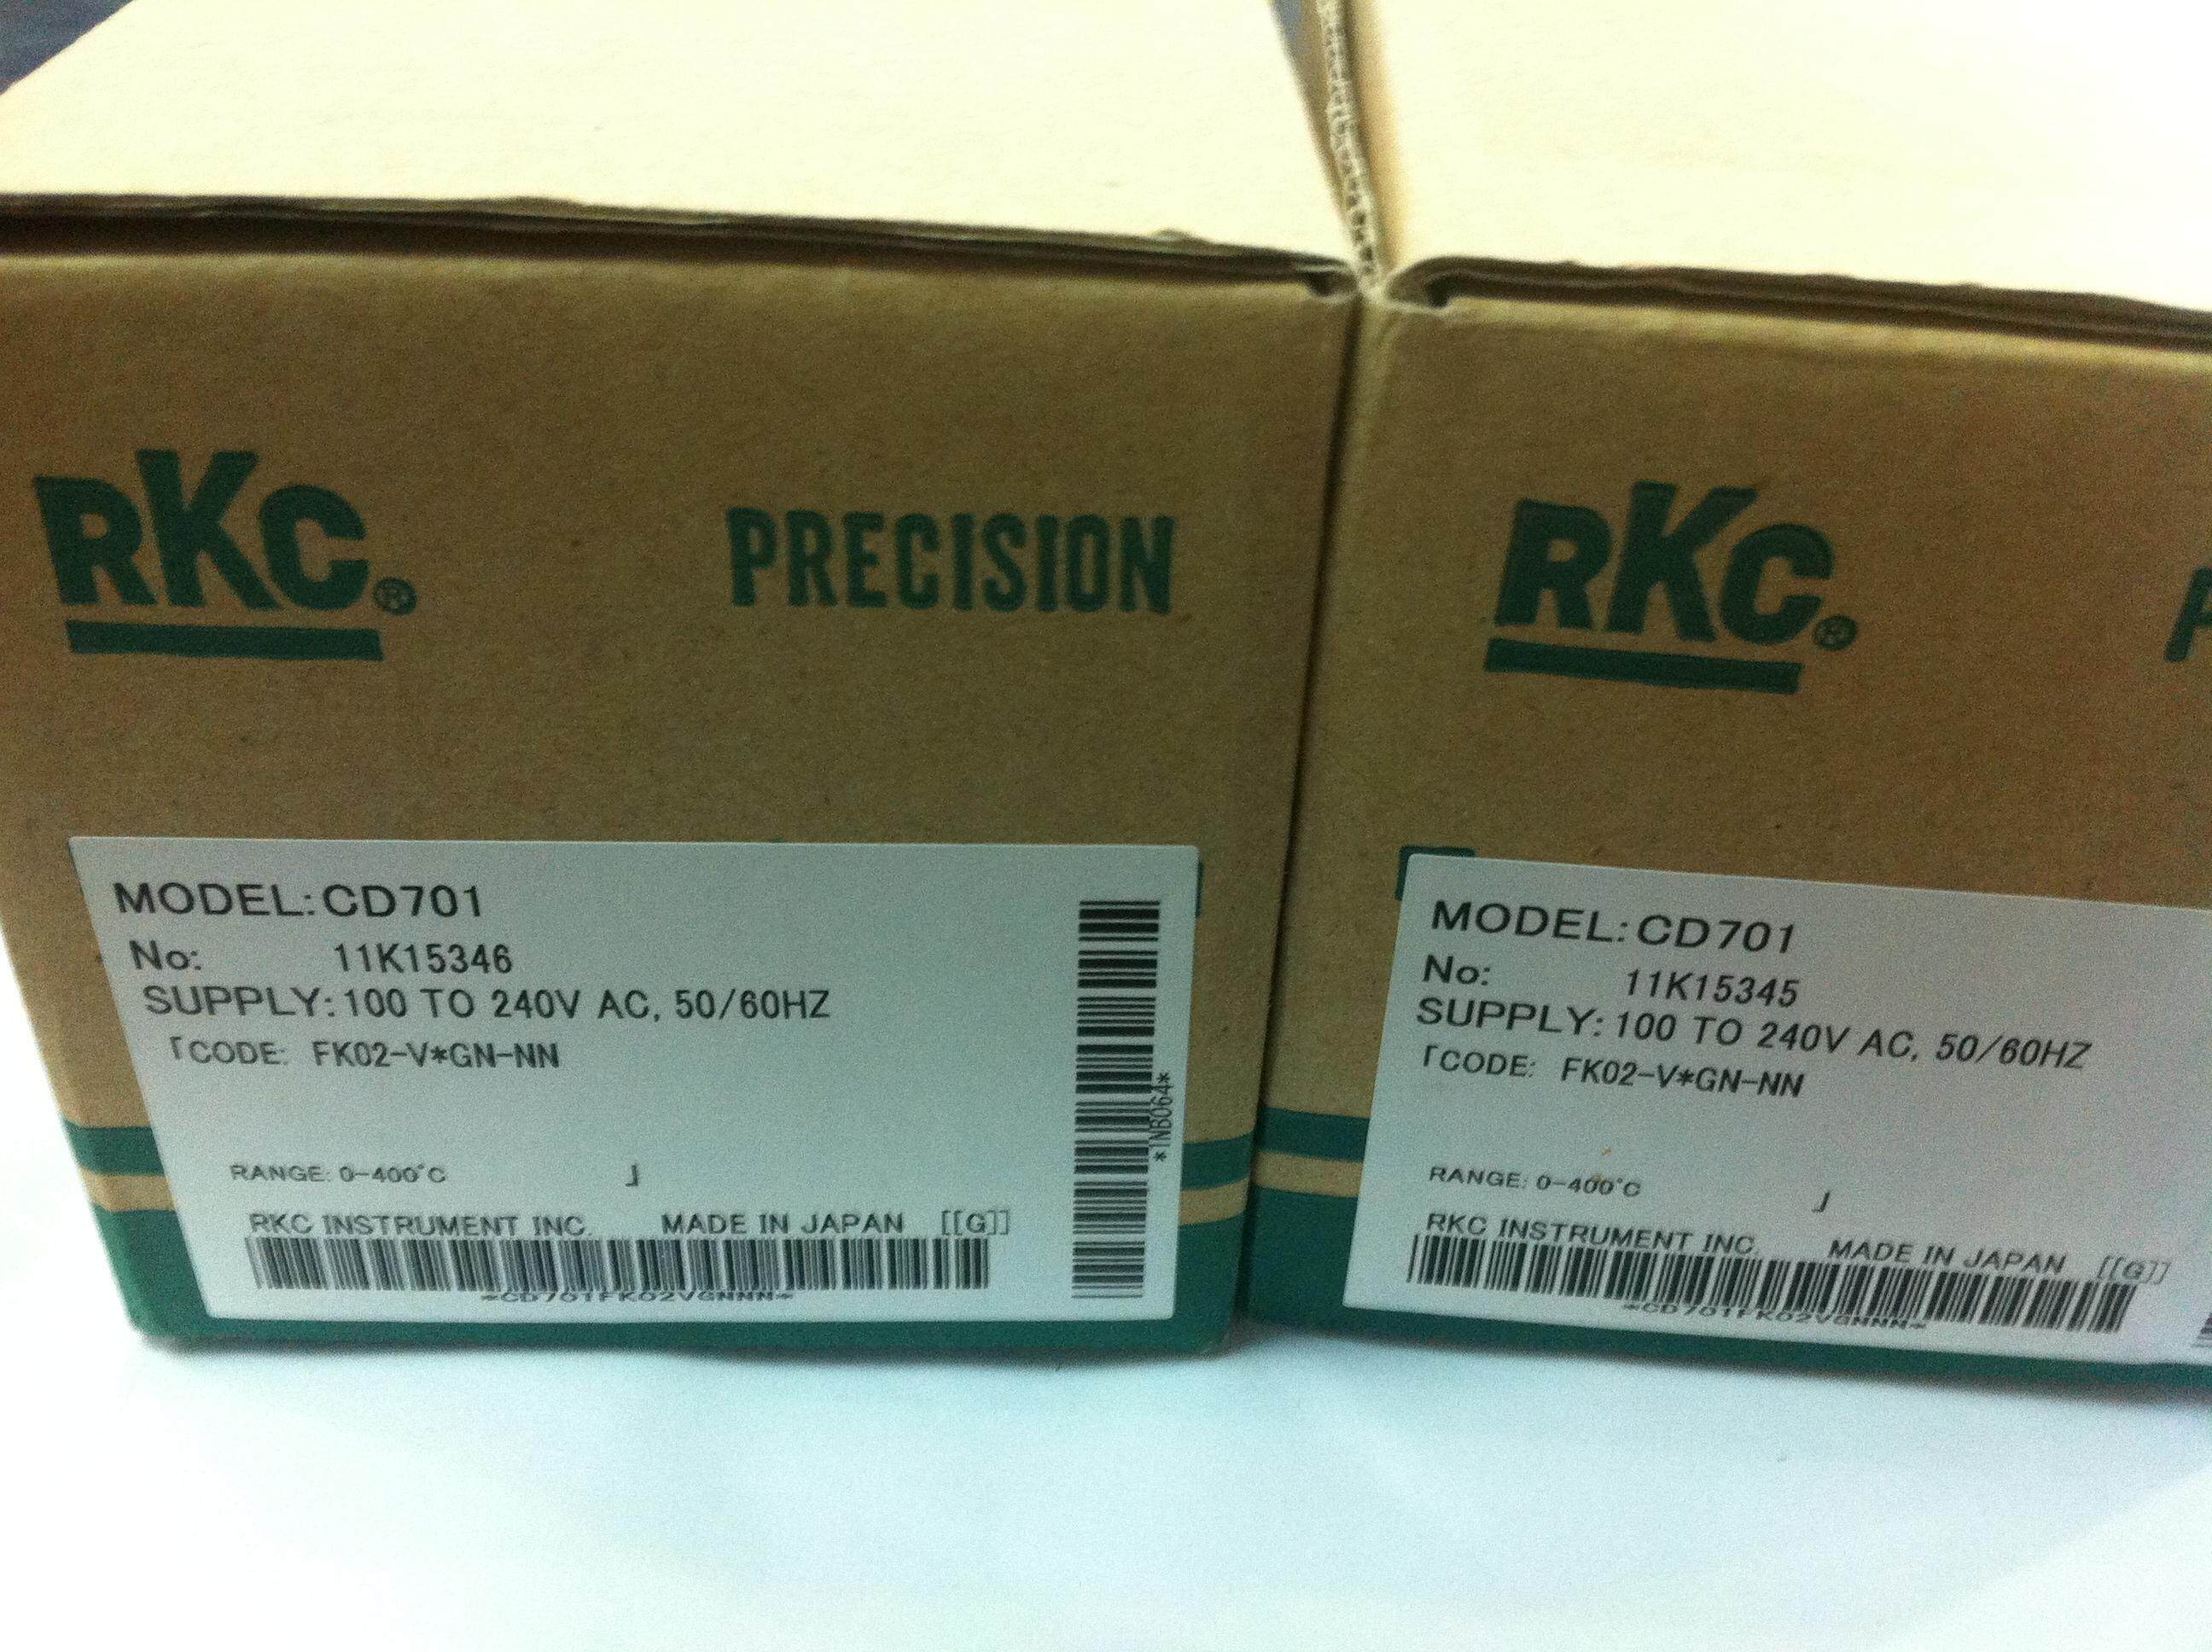 RKC®
PRECISION
MODEL:CD701
No: 11K15346
SUPPLY:100 TO 240V AC, 50/60HZ
「CODE: FK02-V*GN-NN
RANGE: 0-400°C 」
RKC INSTRUMENT INC. MADE IN JAPAN [[G]]
*CD701FK02VGNNN*
*1NB064*
RKC®
MODEL:CD701
No: 11K15345
SUPPLY:100 TO 240V AC, 50/60HZ
「CODE: FK02-V*GN-NN
RANGE: 0-400°C 」
RKC INSTRUMENT INC. MADE IN JAPAN [[G]]
*CD701FK02VGNNN*